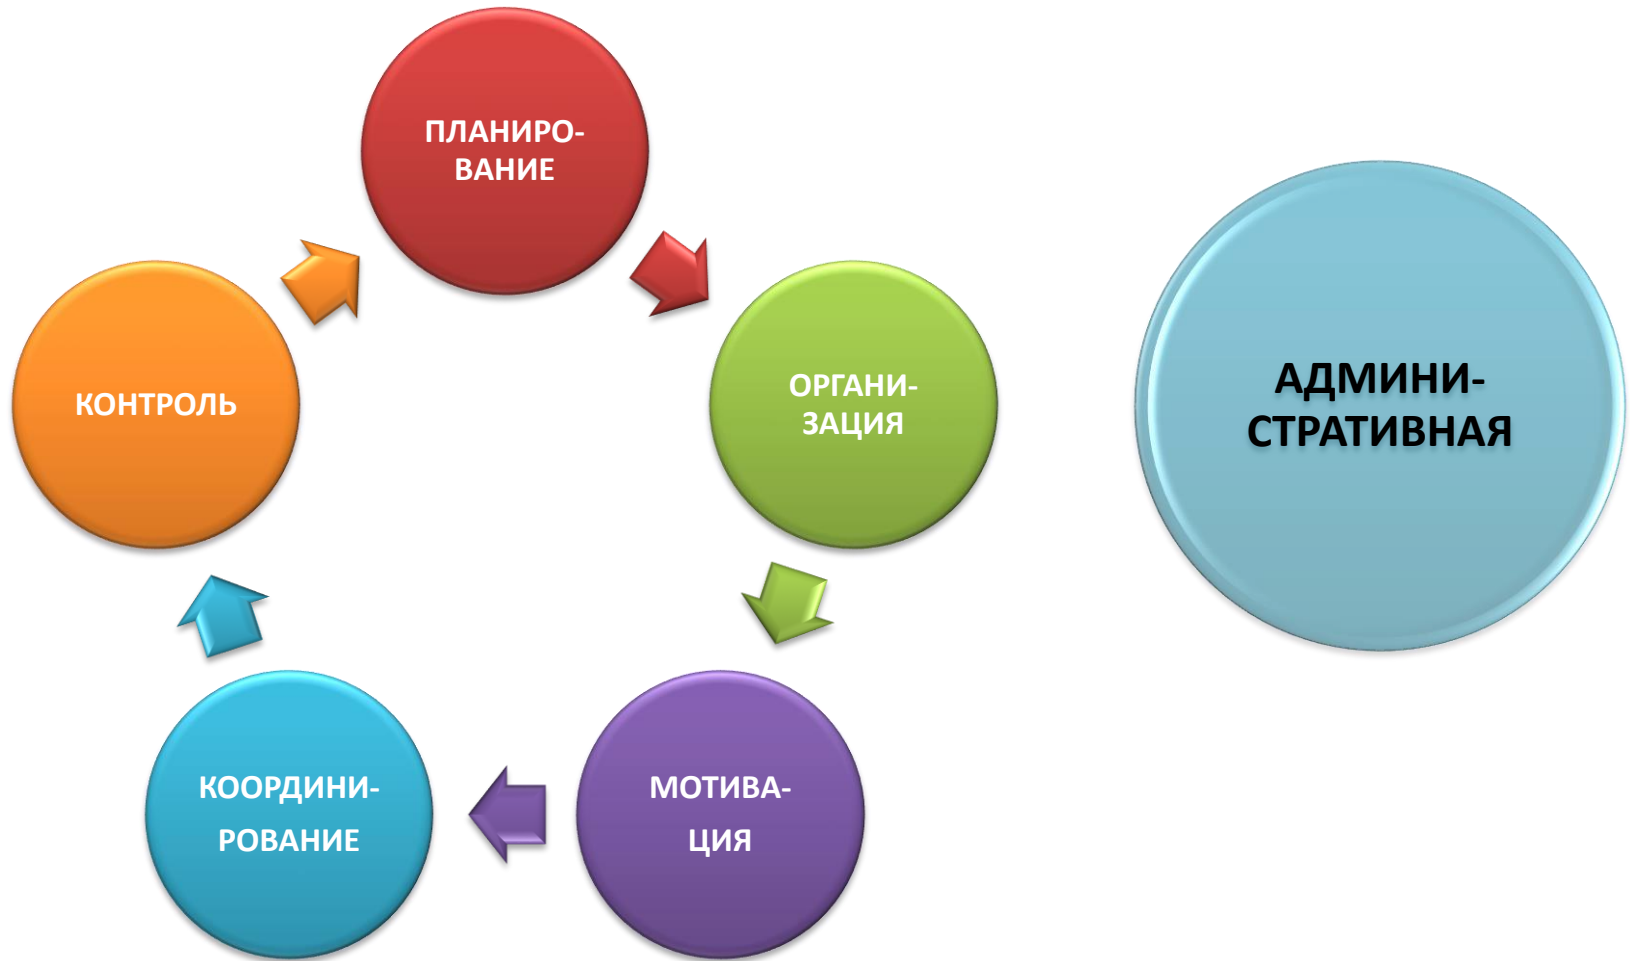 ПЛАНИРО-
ВАНИЕ
ОРГАНИ-
ЗАЦИЯ
МОТИВА-
ЦИЯ
КООРДИНИ-
РОВАНИЕ
КОНТРОЛЬ
АДМИНИ-
СТРАТИВНАЯ